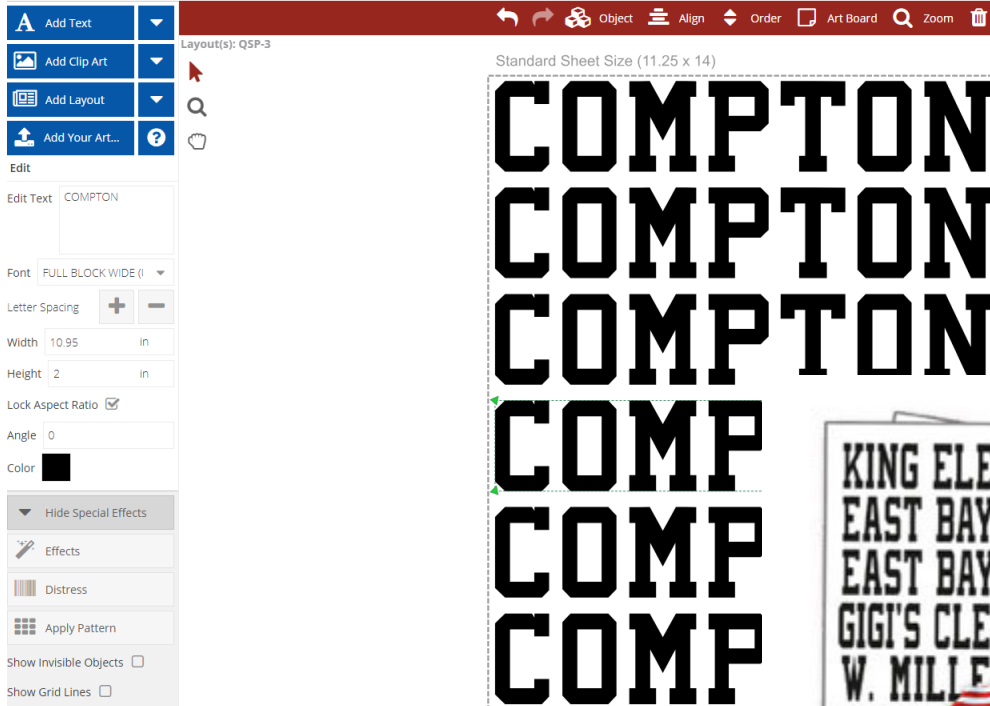 Add Text
Object Align Order Art Board Zoom
Layout(s): QSP-3
Add Clip Art
Standard Sheet Size (11.25 x 14)
Add Layout
Add Your Art...
Edit
Edit Text COMPTON
Font FULL BLOCK WIDE (
Letter Spacing
Width 10.95 in
Height 2 in
Lock Aspect Ratio
Angle 0
Color
Hide Special Effects
Effects
Distress
Apply Pattern
Show Invisible Objects
Show Grid Lines
COMPTON
COMPTON
COMPTON
COMP
COMP
COMP
KING ELE
EAST BAY
EAST BAY
GIGI'S CLE
W. MILLE